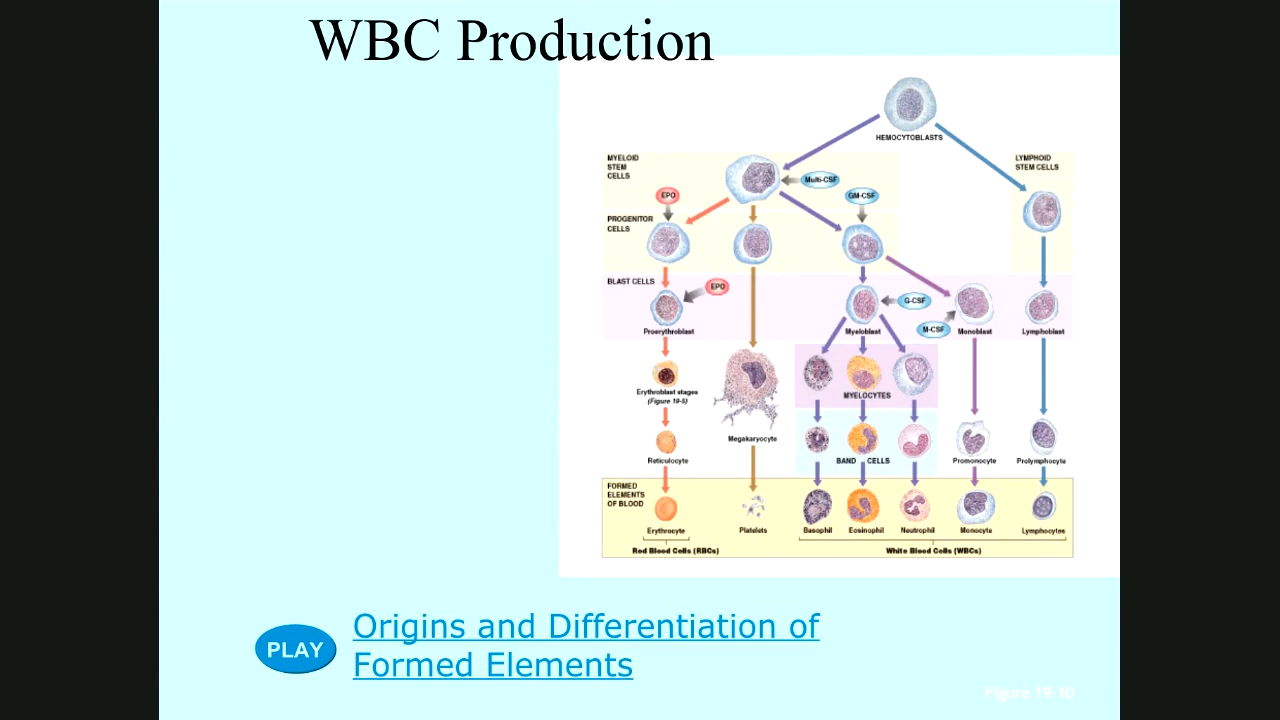 WBC Production
HEMOCYTOBLASTS
MYELOID
STEM
CELLS
LYMPHOID
STEM CELLS
Multi-CSF
EPO
GM-CSF
PROGENITOR
CELLS
BLAST CELLS
EPO
G-CSF
M-CSF
Proerythroblast
Myeloblast
Monoblast
Lymphoblast
Erythroblast stages
(Figure 19-5)
MYELOCYTES
Megakaryocyte
Reticulocyte
BAND CELLS
Promonocyte
Prolymphocyte
FORMED
ELEMENTS
OF BLOOD
Erythrocyte
Platelets
Basophil
Eosinophil
Neutrophil
Monocyte
Lymphocytes
Red Blood Cells (RBCs)
White Blood Cells (WBCs)
PLAY
Origins and Differentiation of
Formed Elements
Figure 19-10